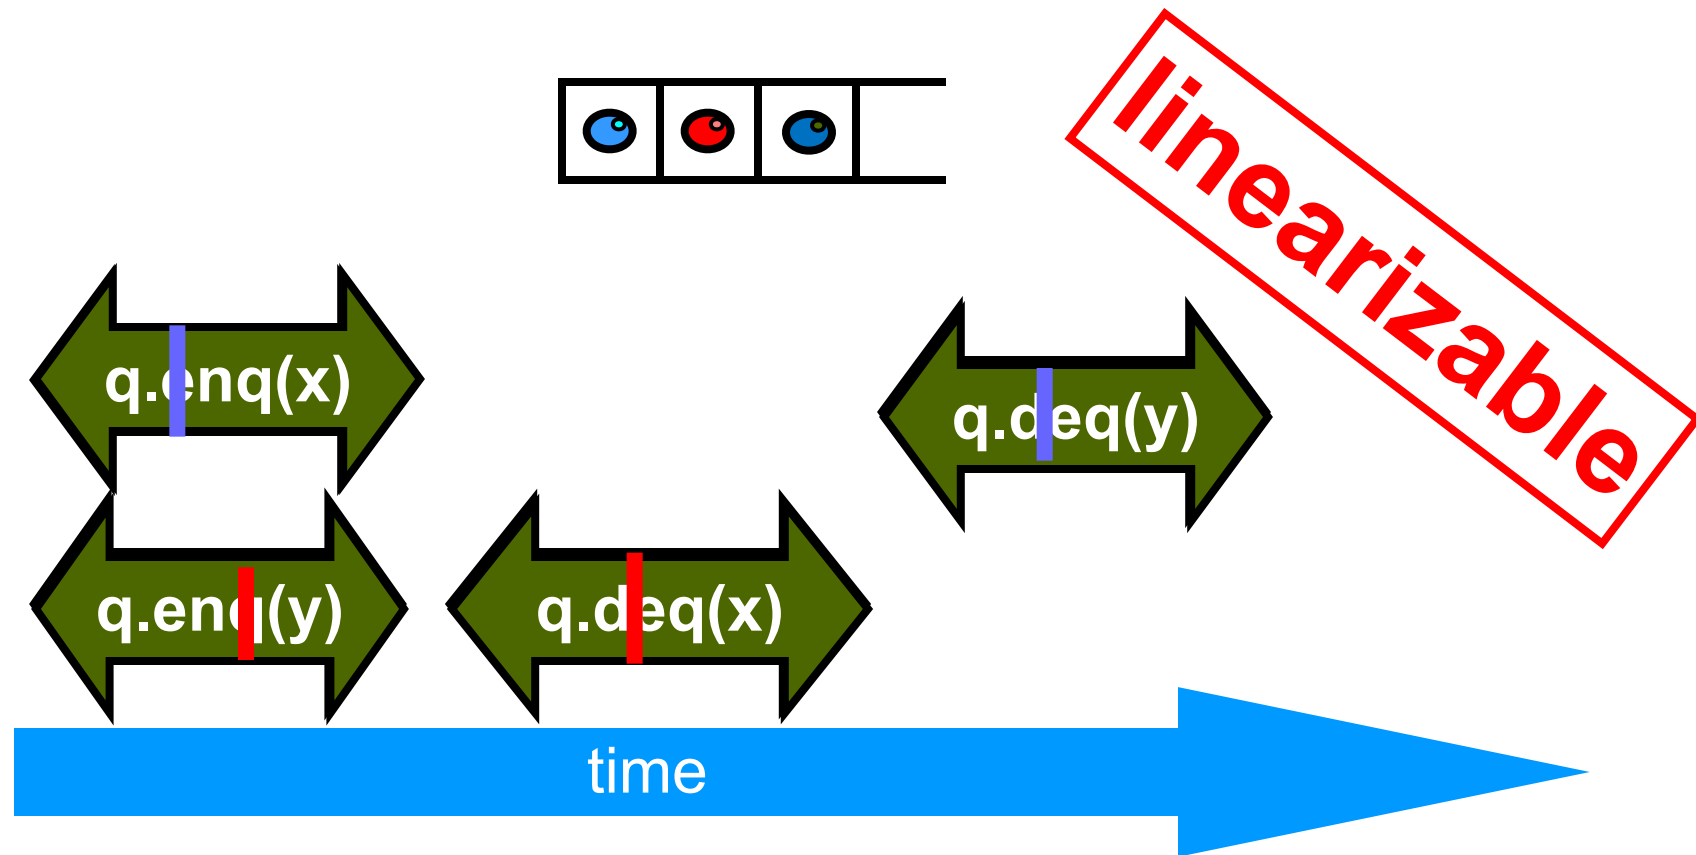 linearizable
q.enq(x)
q.deq(y)
q.enq(y)
q.deq(x)
time